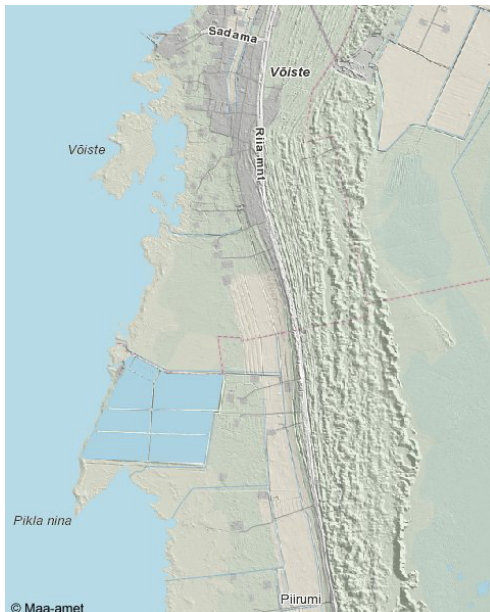 Sadama
Võiste
Riia mnt
Võiste
Pikla nina
Piirumi
© Maa-amet